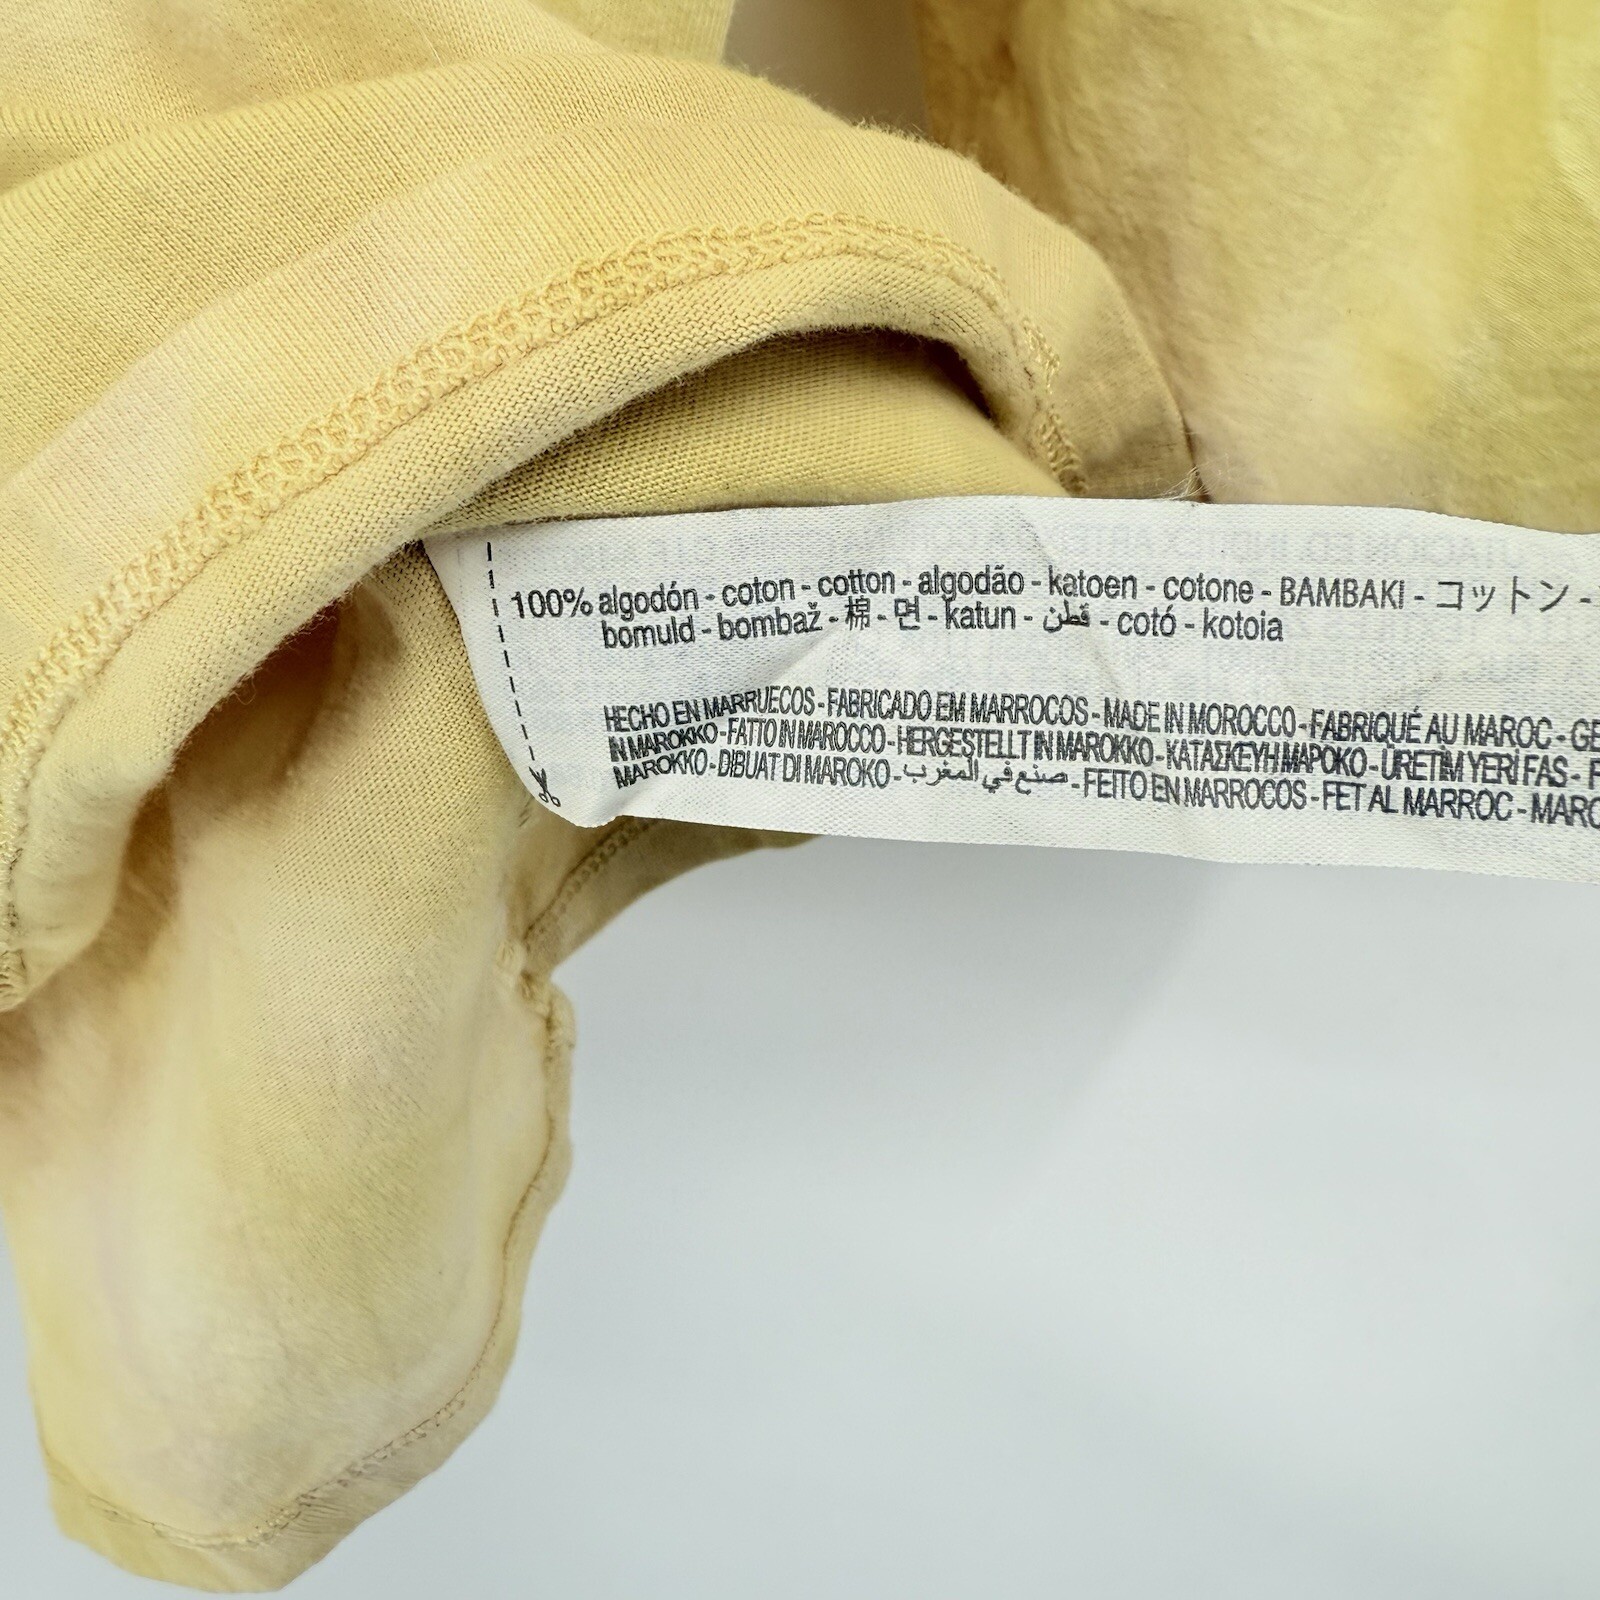 100% algodón - coton - cotton - algodão - katoen - cotone - BAMBAKI - コットン -
bomuld - bombaž - 棉 - 면 - katun - قطن - cotó - kotoia
HECHO EN MARRUECOS - FABRICADO EM MARROCOS - MADE IN MOROCCO - FABRIQUÉ AU MAROC - GE
IN MAROKKO - FATTO IN MAROCCO - HERGESTELLT IN MAROKKO - ΚΑΤΑΣΚΕΥΗ ΜΑΡΟΚΟ - ÜRETİM YERİ FAS - F
MAROKKO - DIBUAT DI MAROKO - صنع في المغرب - FEITO EN MARROCOS - FET AL MARROC - MARO